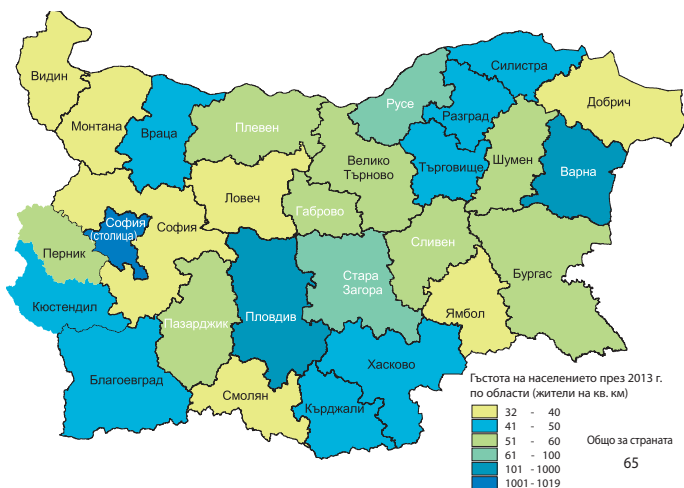 Видин
Монтана
Враца
Плевен
Русе
Силистра
Разград
Добрич
Велико
Търново
Търговище
Шумен
Варна
Ловеч
Габрово
София
(столица)
София
Перник
Кюстендил
Сливен
Стара
Загора
Бургас
Ямбол
Пазарджик
Пловдив
Хасково
Благоевград
Смолян
Кърджали
Гъстота на населението през 2013 г.
по области (жители на кв. км)
32 - 40
41 - 50
51 - 60
61 - 100
101 - 1000
1001 - 1019
Общо за страната
65